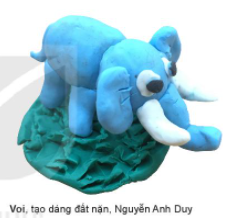 Voi, tạo dáng đất nặn, Nguyễn Anh Duy